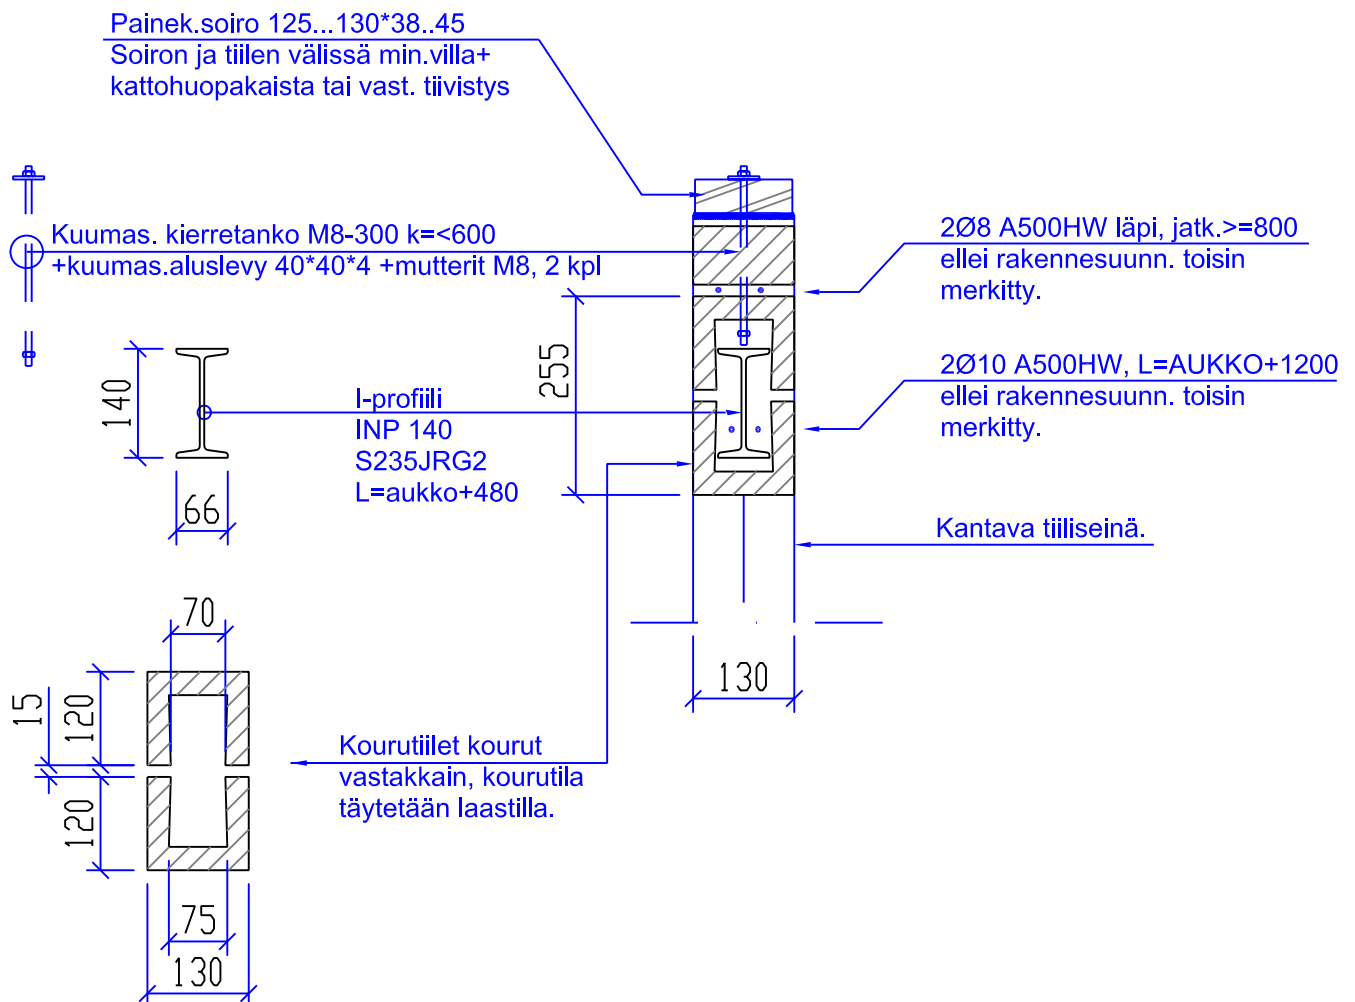 Painek.soiro 125...130*38..45
Soiron ja tiilen välissä min.villa+
kattohuopakaista tai vast. tiivistys
Kuumas. kierretanko M8-300 k=<600
+kuumas.aluslevy 40*40*4 +mutterit M8, 2 kpl
2Ø8 A500HW läpi, jatk.>=800
ellei rakennesuunn. toisin
merkitty.
255
140
I-profiili
INP 140
S235JRG2
L=aukko+480
2Ø10 A500HW, L=AUKKO+1200
ellei rakennesuunn. toisin
merkitty.
66
Kantava tiiliseinä.
70
130
15
120
120
Kourutiilet kourut
vastakkain, kourutila
täytetään laastilla.
75
130